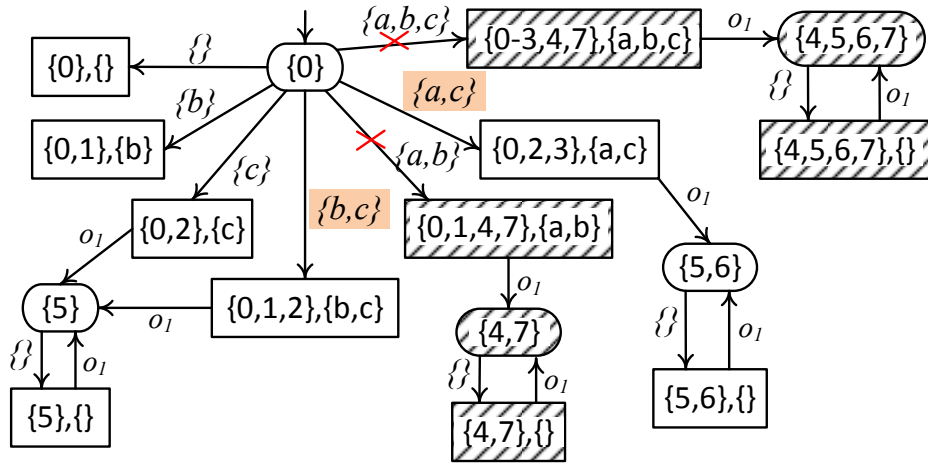 {a,b,c}
{0-3,4,7},{a,b,c}
o1
{4,5,6,7}
{0},{}
{}
{0}
{a,c}
{}
o1
{b}
{0,1},{b}
{c}
{a,b}
{0,2,3},{a,c}
{4,5,6,7},{}
{b,c}
o1
{0,2},{c}
{0,1,4,7},{a,b}
o1
{5,6}
{5}
o1
{0,1,2},{b,c}
o1
{4,7}
{}
o1
{}
o1
{}
o1
{5},{}
{4,7},{}
{5,6},{}